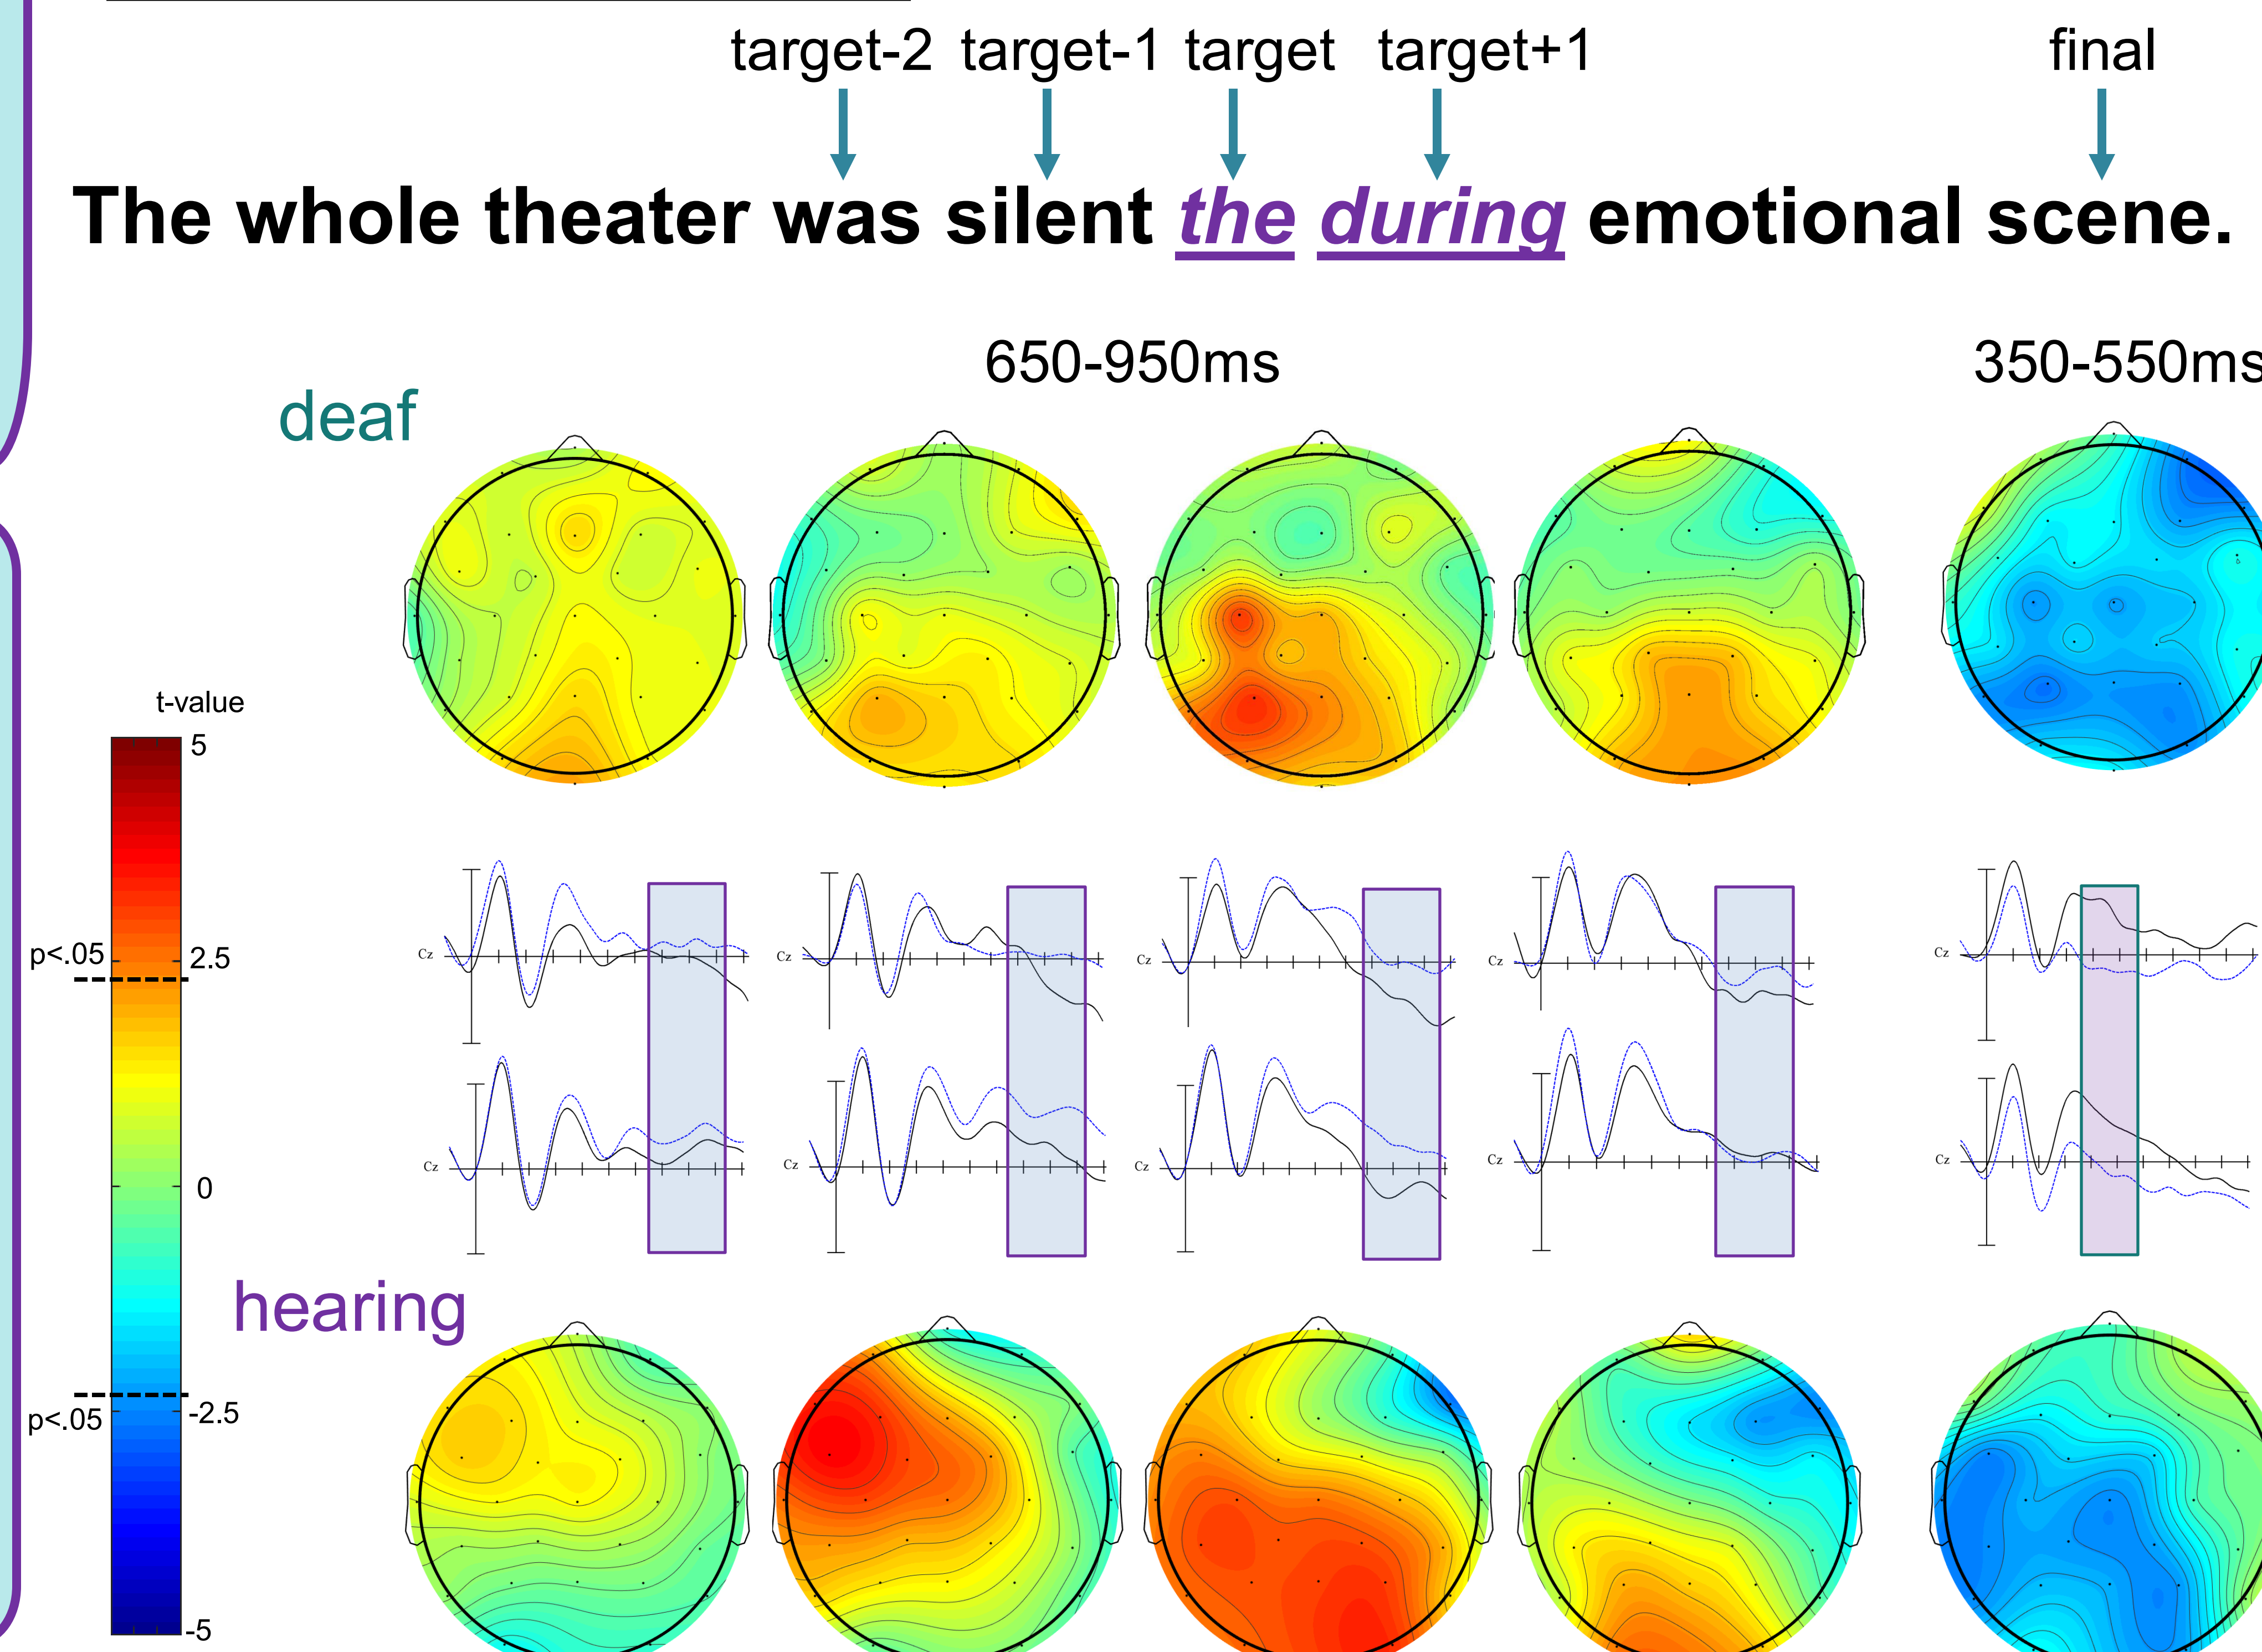 target-2 target-1 target target+1 final
The whole theater was silent the during emotional scene.
650-950ms 350-550ms
deaf
t-value
5
p<.05 2.5
0
p<.05 -2.5
-5
Cz Cz Cz Cz Cz
Cz Cz Cz Cz Cz
hearing